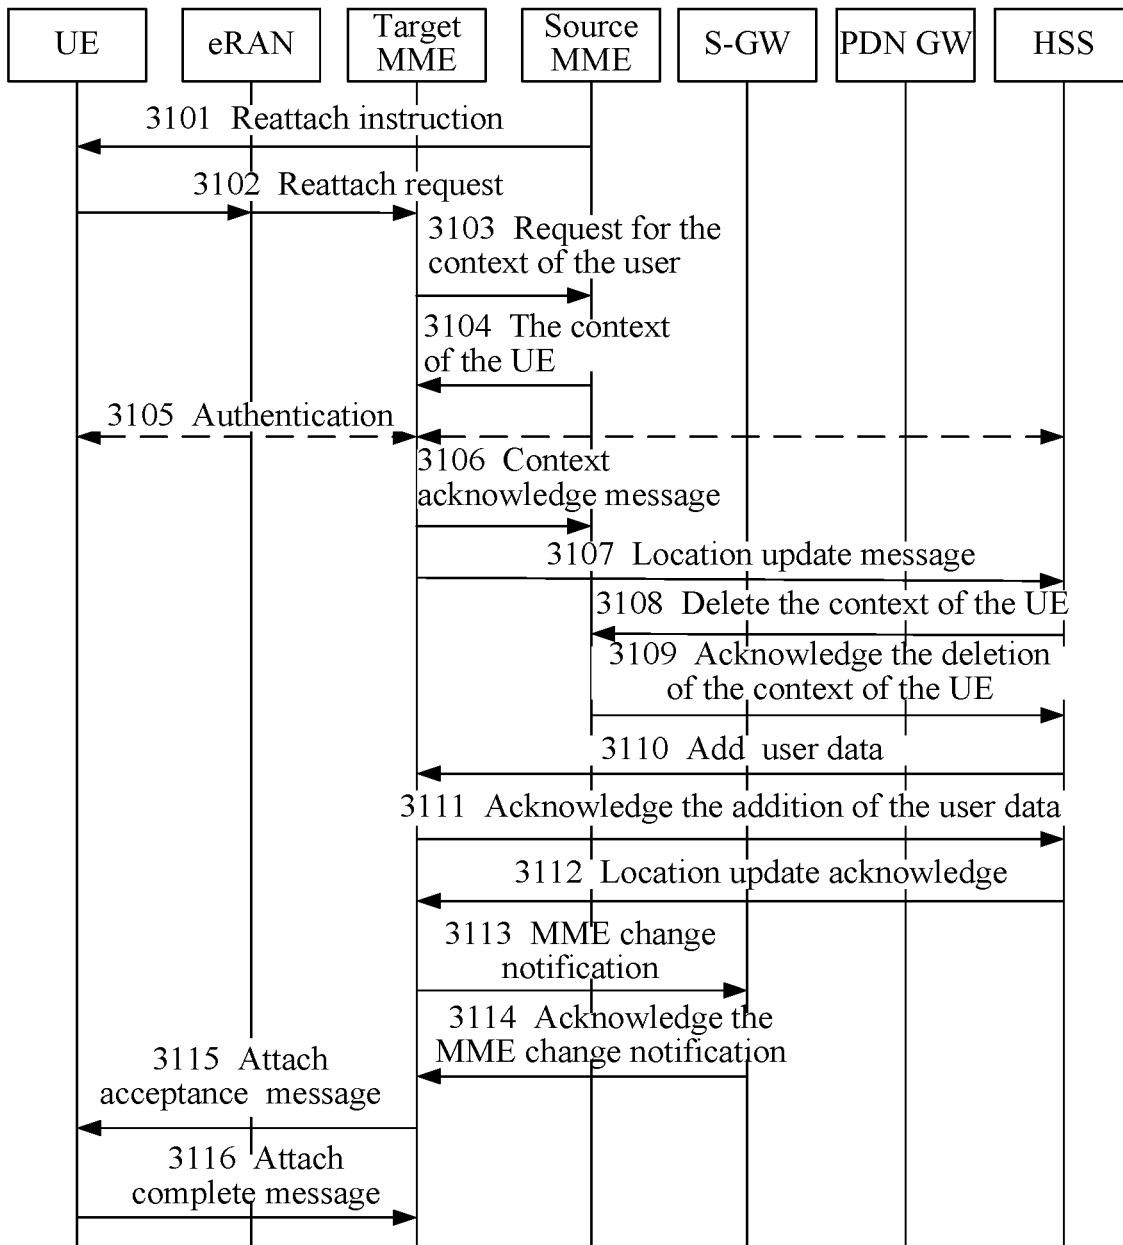 UE
eRAN
Target
MME
Source
MME
S-GW
PDN GW
HSS
3101 Reattach instruction
3102 Reattach request
3103 Request for the
context of the user
3104 The context
of the UE
3105 Authentication
3106 Context
acknowledge message
3107 Location update message
3108 Delete the context of the UE
3109 Acknowledge the deletion
of the context of the UE
3110 Add user data
3111 Acknowledge the addition of the user data
3112 Location update acknowledge
3113 MME change
notification
3114 Acknowledge the
MME change notification
3115 Attach
acceptance message
3116 Attach
complete message